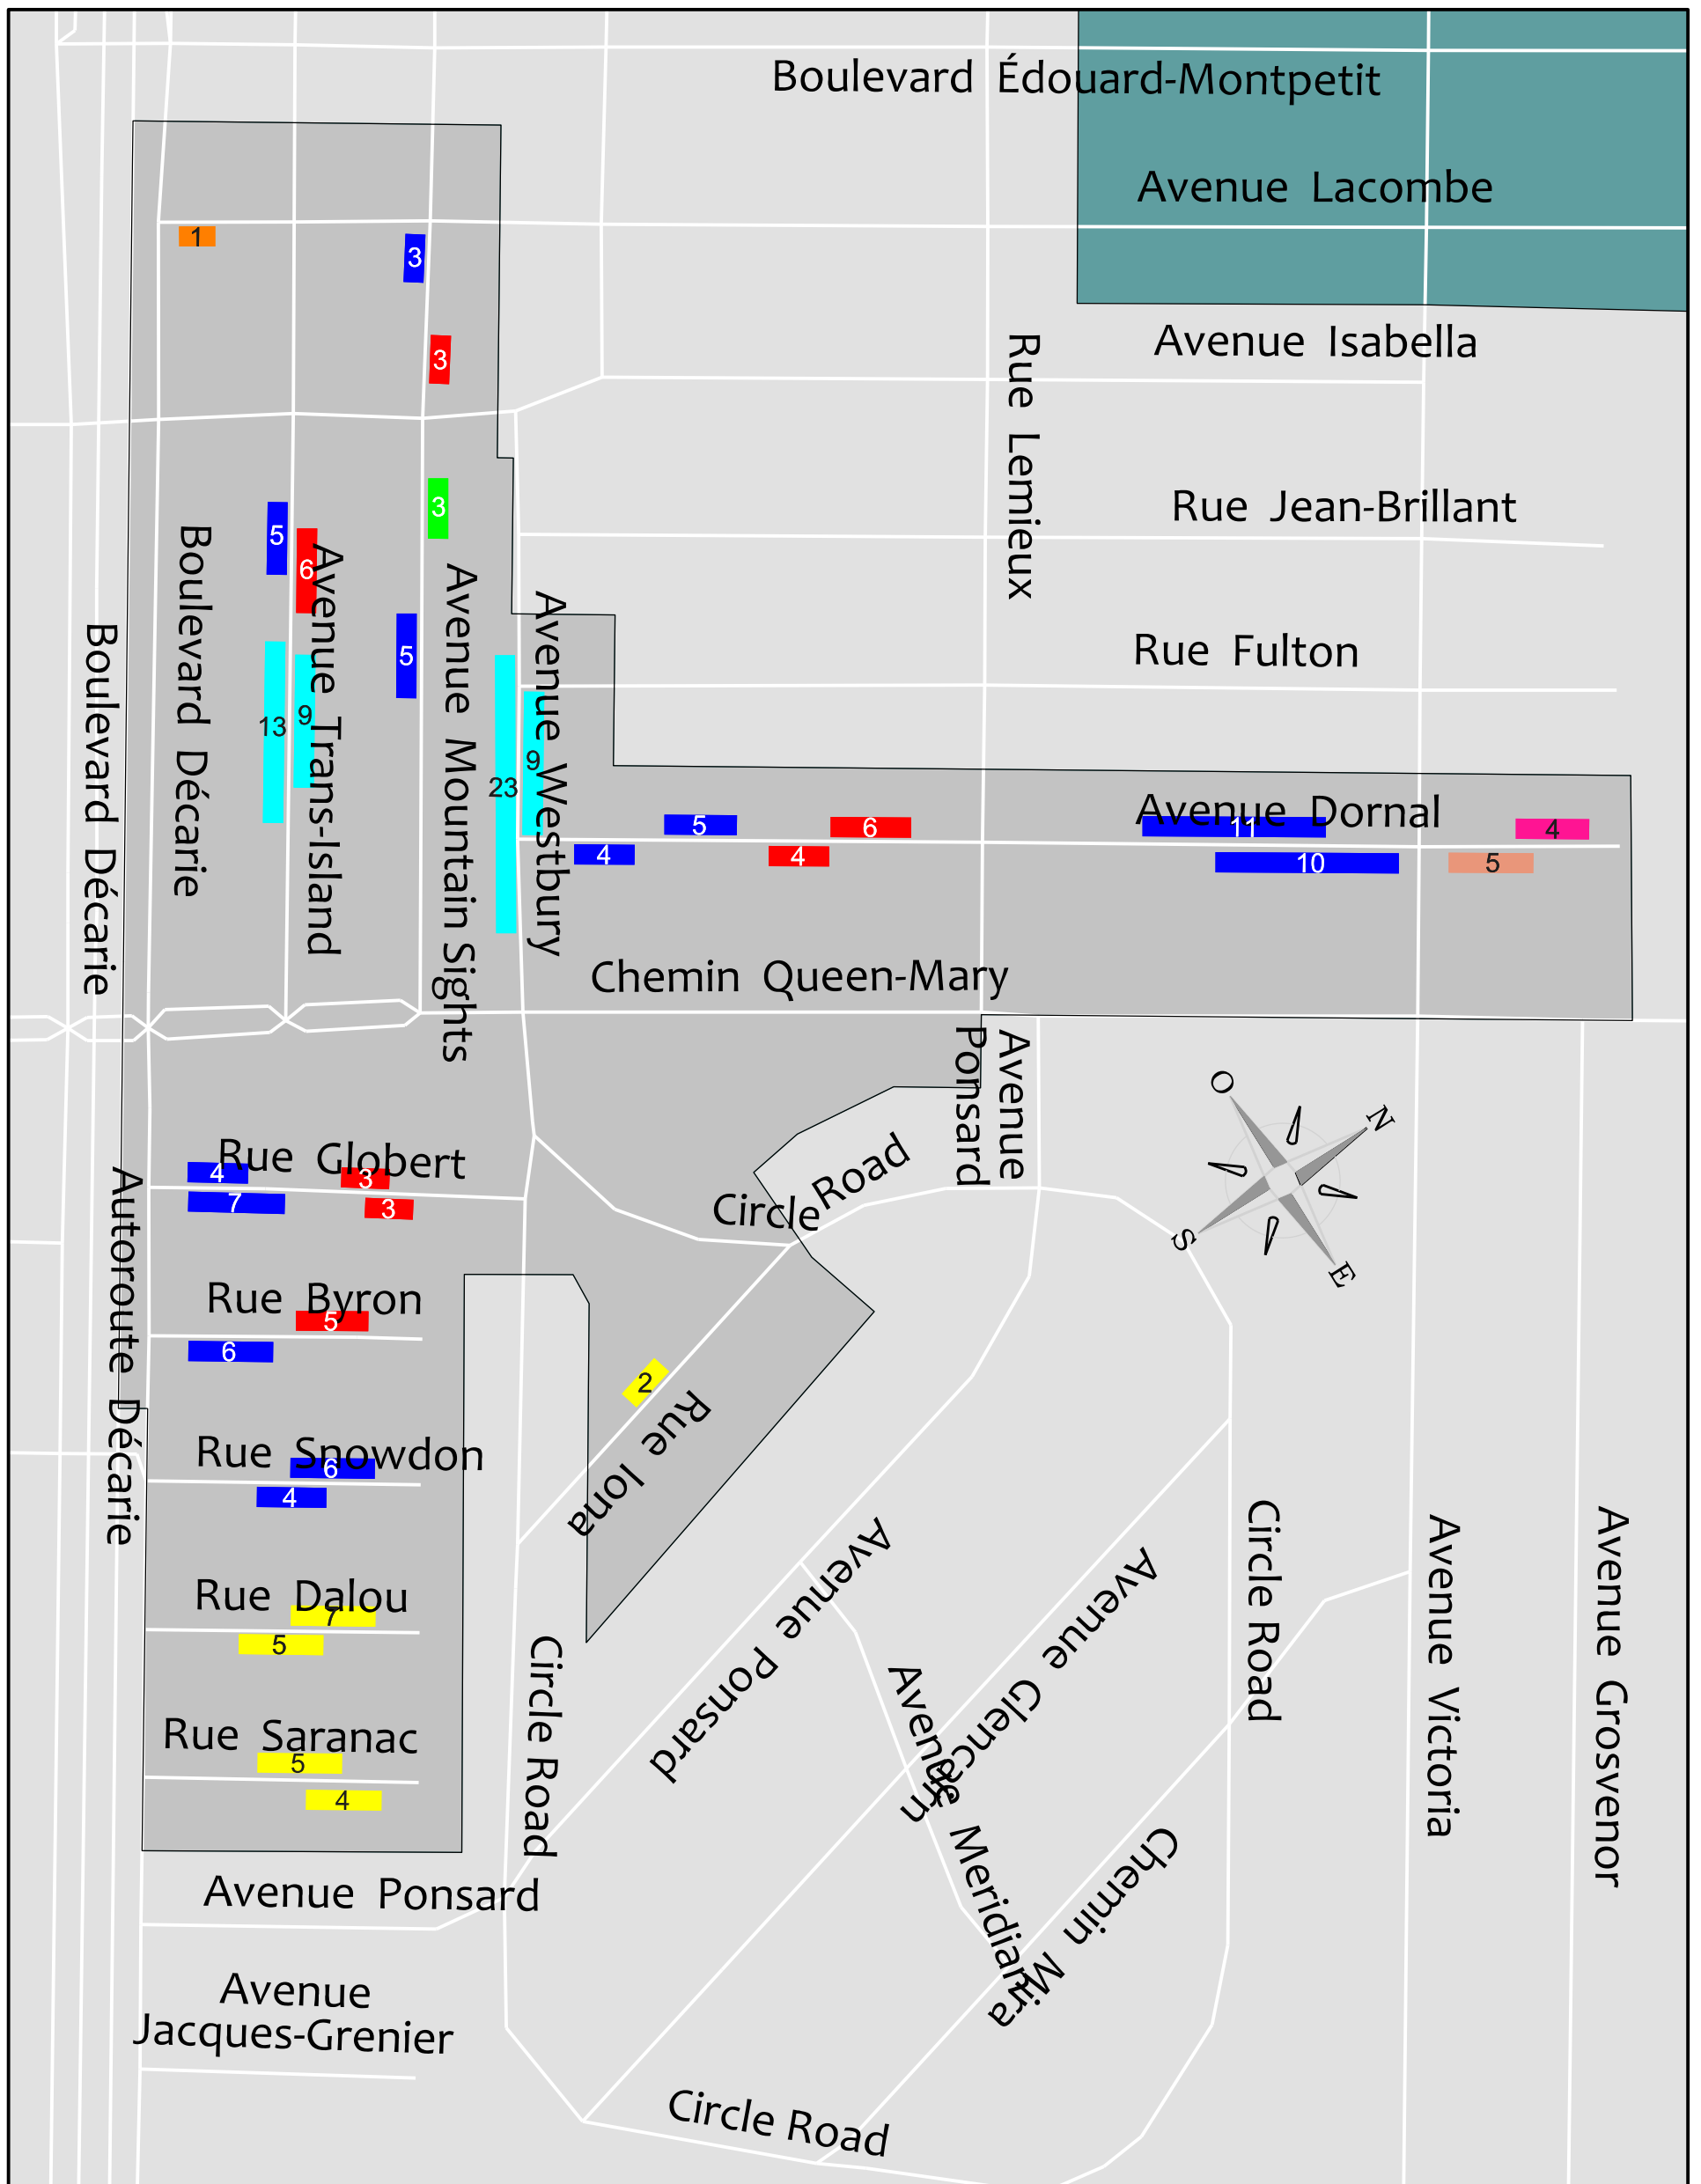 Boulevard Édouard-Montpetit
Avenue Lacombe
1
3
3
Avenue Isabella
Rue Lemieux
3
5
6
Rue Jean-Brillant
Boulevard Décarie
Boulevard Décarie
Avenue Trans-Island
Avenue Mountain Sights
Avenue Westbury
5
Rue Fulton
13
9
23
9
5
6
4
4
Avenue Dornal
11
4
10
5
Chemin Queen-Mary
Avenue
Ponsard
O
N
S
E
Rue Globert
4
3
7
3
Circle Road
Autoroute Décarie
Rue Byron
5
6
2
Rue Iona
Rue Snowdon
6
4
Rue Dalou
7
5
Rue Saranac
5
4
Circle Road
Avenue Ponsard
Avenue Glencairn
Avenue Meridian
Chemin Mira
Circle Road
Avenue Victoria
Avenue Grosvenor
Avenue Ponsard
Avenue
Jacques-Grenier
Circle Road